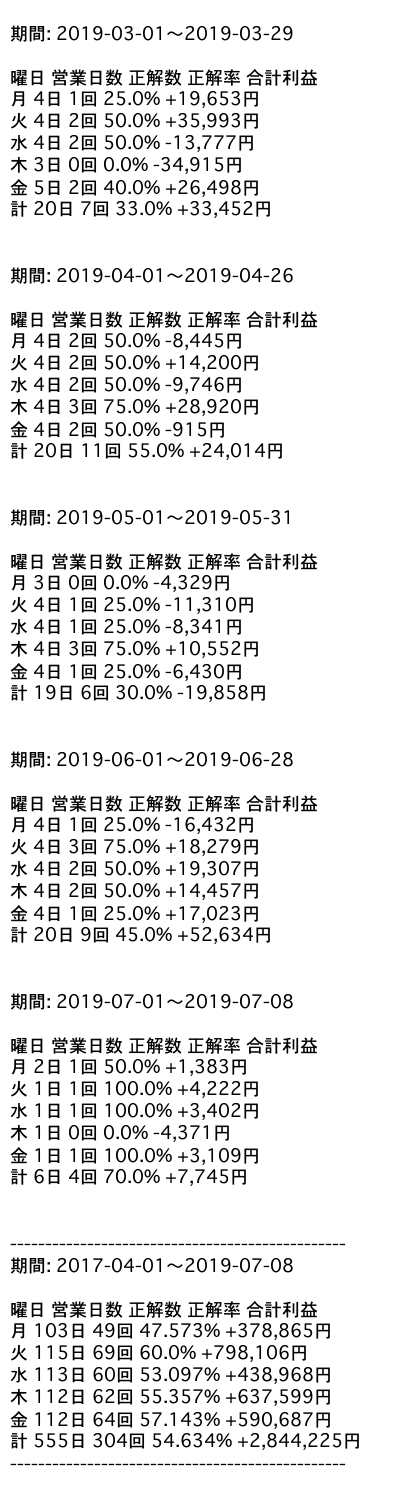 期間: 2019-03-01〜2019-03-29
曜日 営業日数 正解数 正解率 合計利益
月 4日 1回 25.0% +19,653円
火 4日 2回 50.0% +35,993円
水 4日 2回 50.0% -13,777円
木 3日 0回 0.0% -34,915円
金 5日 2回 40.0% +26,498円
計 20日 7回 33.0% +33,452円
期間: 2019-04-01〜2019-04-26
曜日 営業日数 正解数 正解率 合計利益
月 4日 2回 50.0% -8,445円
火 4日 2回 50.0% +14,200円
水 4日 2回 50.0% -9,746円
木 4日 3回 75.0% +28,920円
金 4日 2回 50.0% -915円
計 20日 11回 55.0% +24,014円
期間: 2019-05-01〜2019-05-31
曜日 営業日数 正解数 正解率 合計利益
月 3日 0回 0.0% -4,329円
火 4日 1回 25.0% -11,310円
水 4日 1回 25.0% -8,341円
木 4日 3回 75.0% +10,552円
金 4日 1回 25.0% -6,430円
計 19日 6回 30.0% -19,858円
期間: 2019-06-01〜2019-06-28
曜日 営業日数 正解数 正解率 合計利益
月 4日 1回 25.0% -16,432円
火 4日 3回 75.0% +18,279円
水 4日 2回 50.0% +19,307円
木 4日 2回 50.0% +14,457円
金 4日 1回 25.0% +17,023円
計 20日 9回 45.0% +52,634円
期間: 2019-07-01〜2019-07-08
曜日 営業日数 正解数 正解率 合計利益
月 2日 1回 50.0% +1,383円
火 1日 1回 100.0% +4,222円
水 1日 1回 100.0% +3,402円
木 1日 0回 0.0% -4,371円
金 1日 1回 100.0% +3,109円
計 6日 4回 70.0% +7,745円
------------------------------------------------
期間: 2017-04-01〜2019-07-08
曜日 営業日数 正解数 正解率 合計利益
月 103日 49回 47.573% +378,865円
火 115日 69回 60.0% +798,106円
水 113日 60回 53.097% +438,968円
木 112日 62回 55.357% +637,599円
金 112日 64回 57.143% +590,687円
計 555日 304回 54.634% +2,844,225円
------------------------------------------------